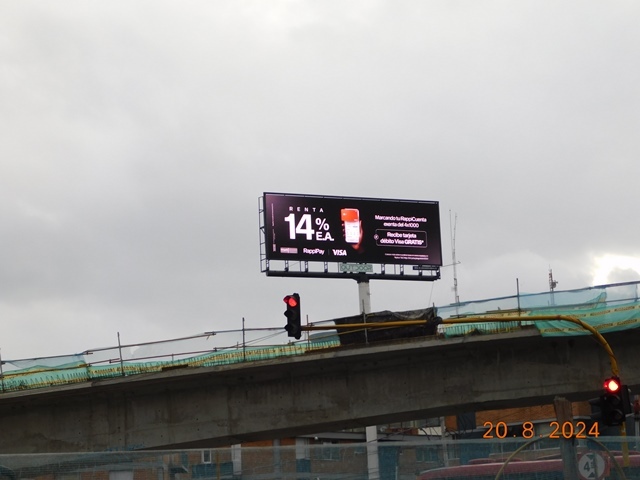 RENTA
14% E.A.
Marcando tu RappiCuenta
exenta del 4x1000
Recibe tarjeta
débito Visa GRATIS*
RappiPay
VISA
20.8.2024